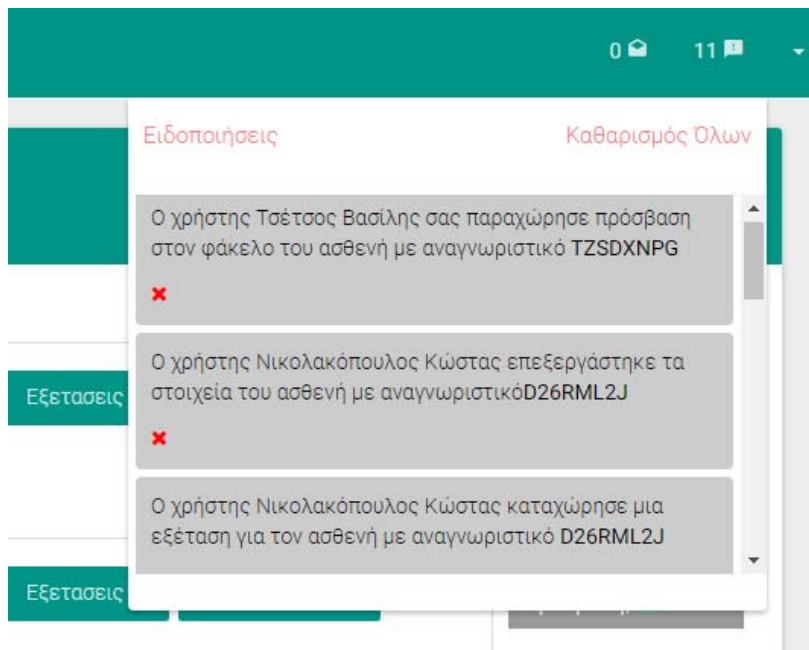 0 11
Ειδοποιήσεις Καθαρισμός Όλων
Ο χρήστης Τσέτσος Βασίλης σας παραχώρησε πρόσβαση
στον φάκελο του ασθενή με αναγνωριστικό TZSDXNPG
Ο χρήστης Νικολακόπουλος Κώστας επεξεργάστηκε τα
στοιχεία του ασθενή με αναγνωριστικόD26RML2J
Εξετασεις
Ο χρήστης Νικολακόπουλος Κώστας καταχώρησε μια
εξέταση για τον ασθενή με αναγνωριστικό D26RML2J
Εξετασεις